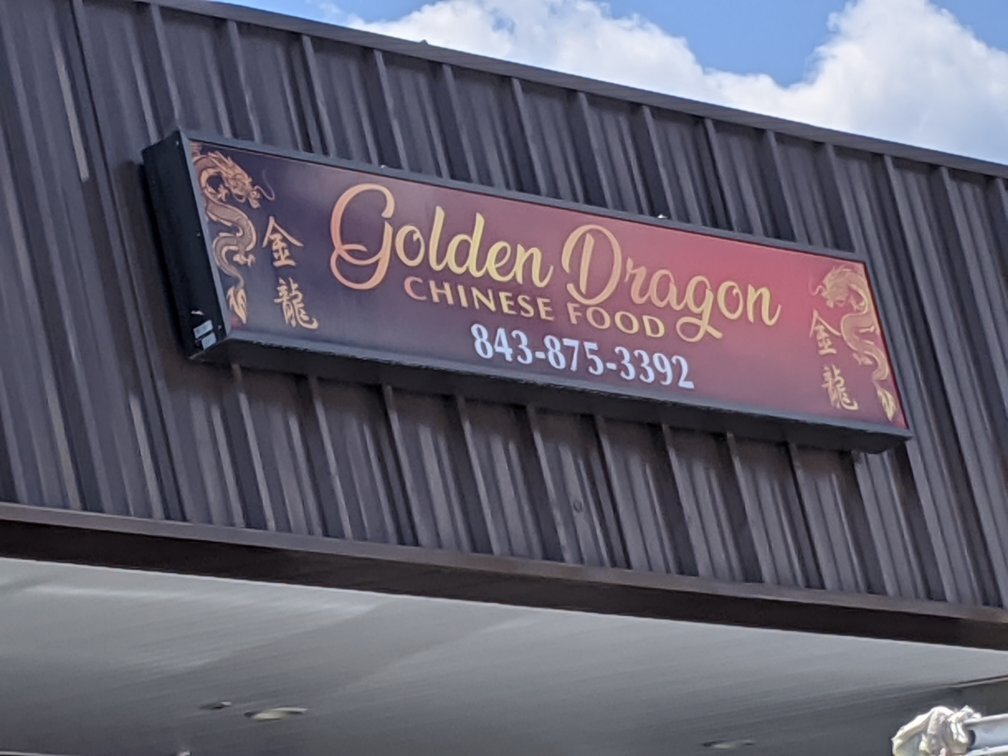 金龍
Golden Dragon
CHINESE FOOD
843-875-3392
金龍